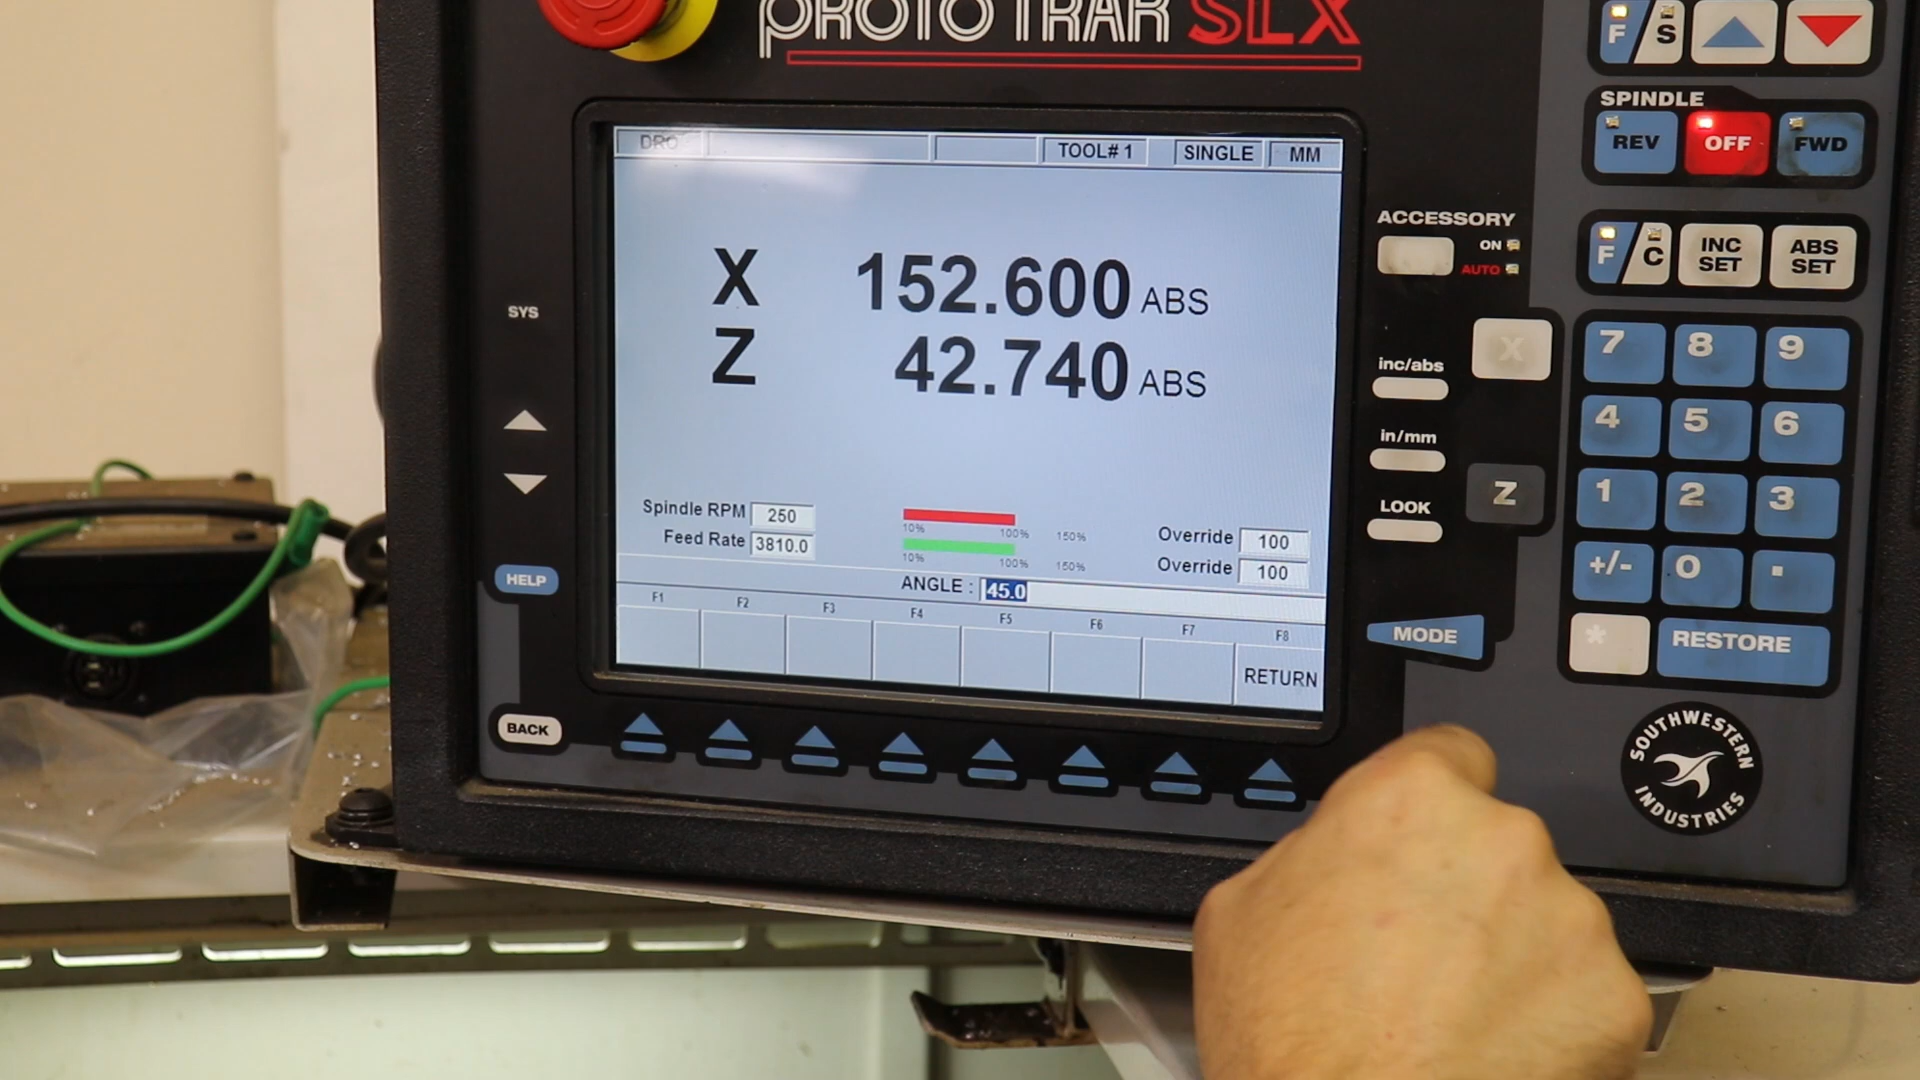 PROTO TRAK SLX
F S
SPINDLE
REV OFF FWD
DRO TOOL# 1 SINGLE MM
ACCESSORY
ON
AUTO
F C INC SET ABS SET
X 152.600 ABS
Z 42.740 ABS
SYS
X
inc/abs
in/mm
Z
LOOK
7 8 9
4 5 6
1 2 3
+/- 0 .
* RESTORE
MODE
Spindle RPM 250
Feed Rate 3810.0
10% 100% 150%
10% 100% 150%
Override 100
Override 100
ANGLE : 45.0
F1 F2 F3 F4 F5 F6 F7 F8
RETURN
HELP
BACK
SOUTHWESTERN
INDUSTRIES